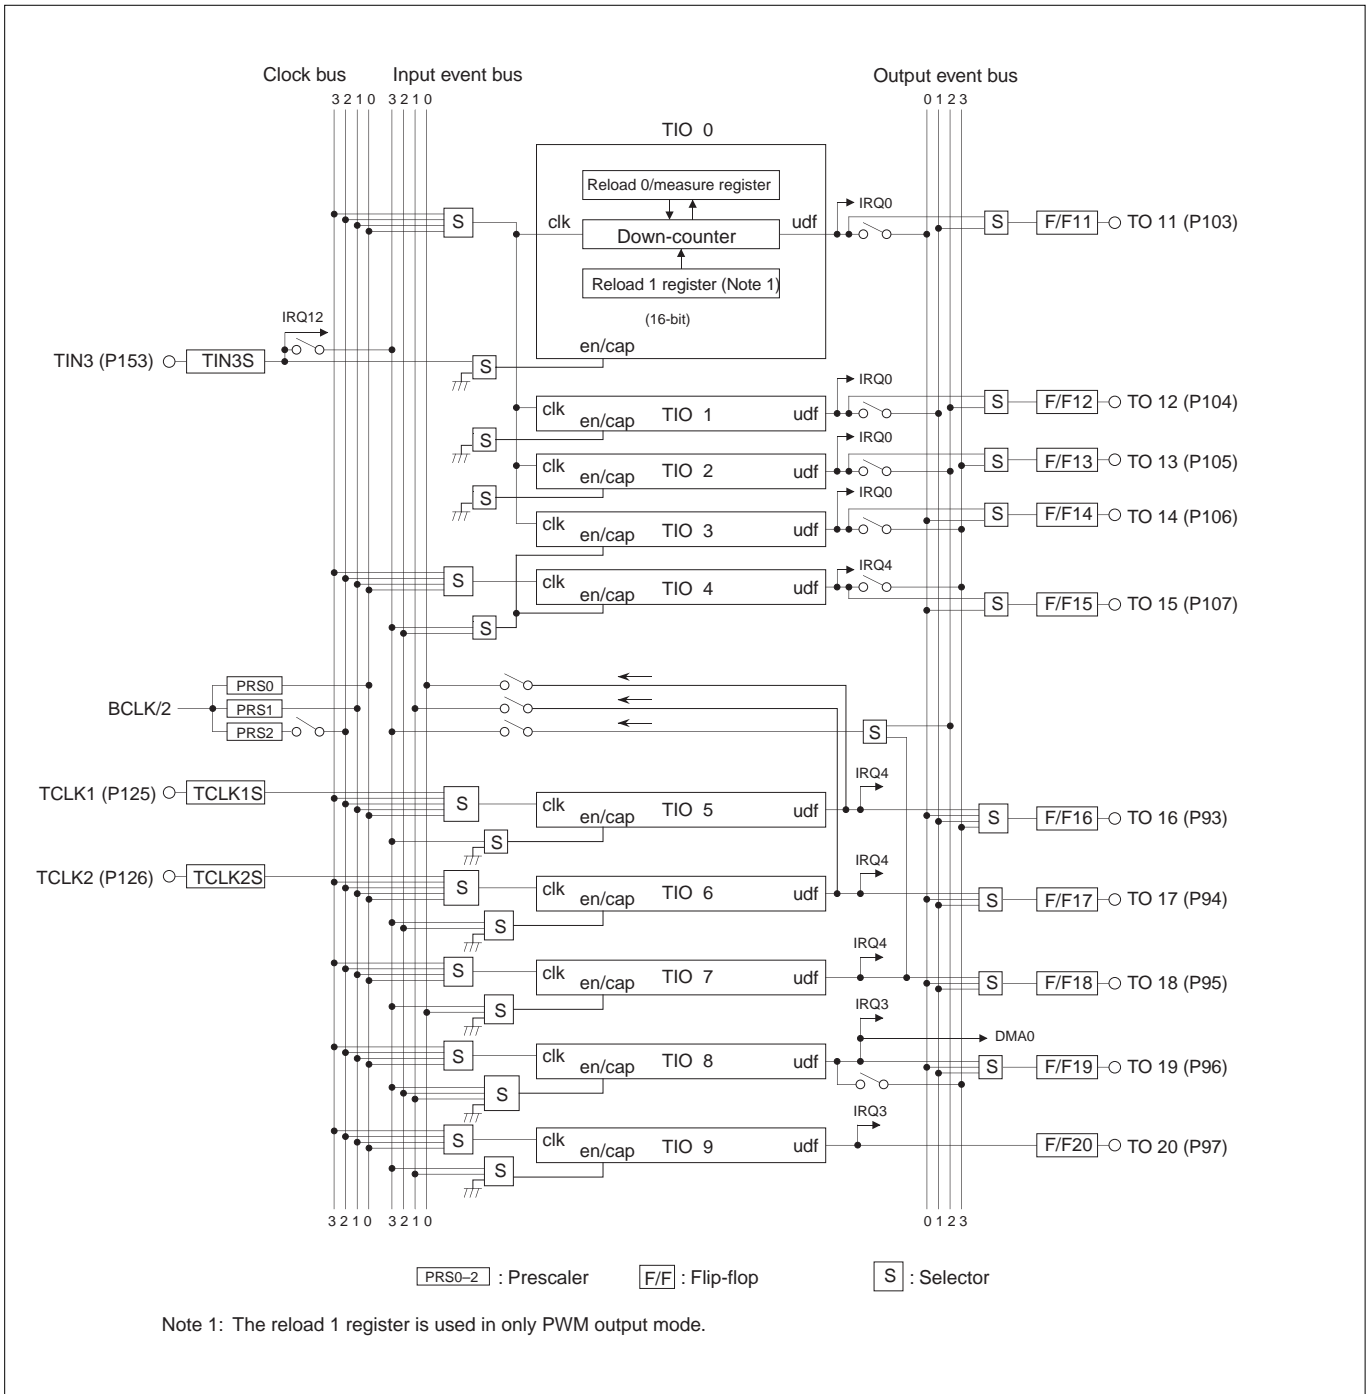 Clock bus
Input event bus
Output event bus
3 2 1 0
3 2 1 0
0 1 2 3
TIO 0
Reload 0/measure register
clk
Down-counter
udf
Reload 1 register (Note 1)
(16-bit)
en/cap
IRQ0
S
S
F/F11
TO 11 (P103)
IRQ12
TIN3 (P153)
TIN3S
S
IRQ0
clk
TIO 1
udf
en/cap
S
S
F/F12
TO 12 (P104)
IRQ0
clk
TIO 2
udf
en/cap
S
S
F/F13
TO 13 (P105)
IRQ0
clk
TIO 3
udf
en/cap
S
F/F14
TO 14 (P106)
IRQ4
S
clk
TIO 4
udf
en/cap
S
S
F/F15
TO 15 (P107)
BCLK/2
PRS0
PRS1
PRS2
S
IRQ4
TCLK1 (P125)
TCLK1S
S
clk
TIO 5
udf
en/cap
S
S
F/F16
TO 16 (P93)
IRQ4
TCLK2 (P126)
TCLK2S
S
clk
TIO 6
udf
en/cap
S
S
F/F17
TO 17 (P94)
IRQ4
S
clk
TIO 7
udf
en/cap
S
S
F/F18
TO 18 (P95)
IRQ3
DMA0
S
clk
TIO 8
udf
en/cap
S
S
F/F19
TO 19 (P96)
IRQ3
S
clk
TIO 9
udf
en/cap
S
F/F20
TO 20 (P97)
3 2 1 0
3 2 1 0
0 1 2 3
PRS0–2 : Prescaler
F/F : Flip-flop
S : Selector
Note 1: The reload 1 register is used in only PWM output mode.